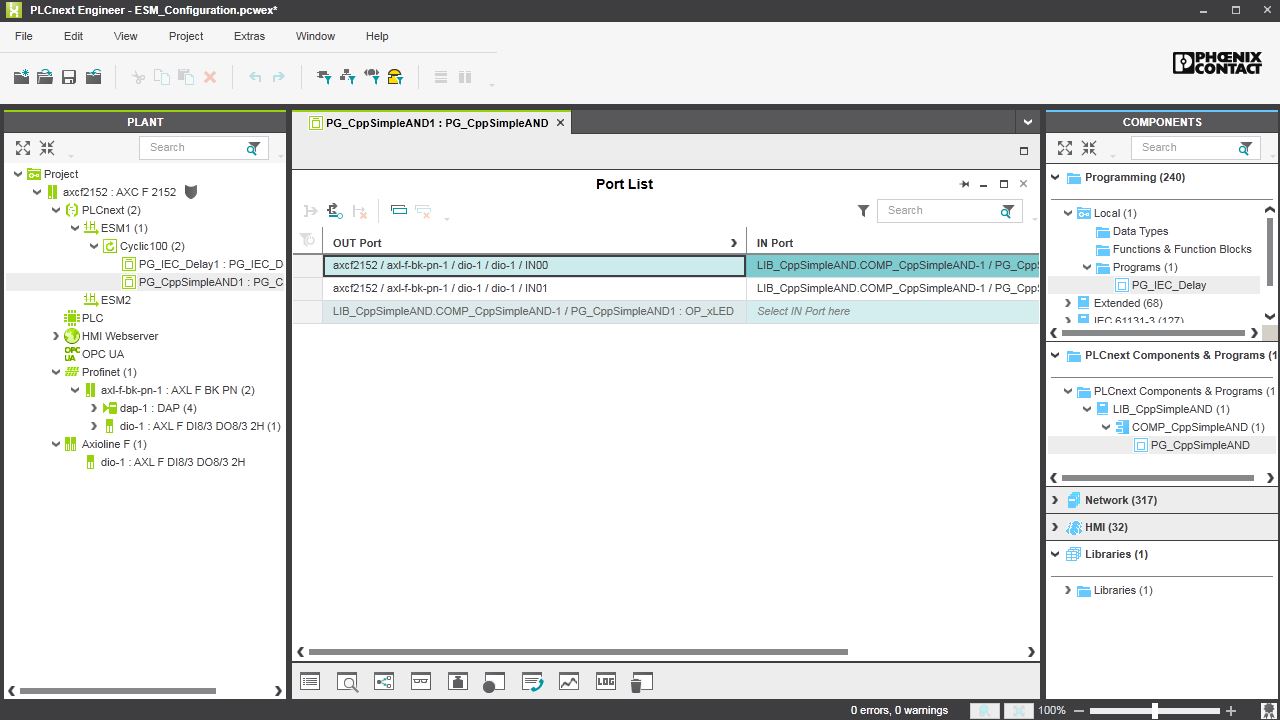 PLCnext Engineer - ESM_Configuration.pcwex*
File Edit View Project Extras Window Help
PHOENIX
CONTACT
PLANT
Search
Project
axcf2152 : AXC F 2152
PLCnext (2)
ESM1 (1)
Cyclic100 (2)
PG_IEC_Delay1 : PG_IEC_D
PG_CppSimpleAND1 : PG_C
ESM2
PLC
HMI Webserver
OPC UA OPC UA
Profinet (1)
axl-f-bk-pn-1 : AXL F BK PN (2)
dap-1 : DAP (4)
dio-1 : AXL F DI8/3 DO8/3 2H (1)
Axioline F (1)
dio-1 : AXL F DI8/3 DO8/3 2H
PG_CppSimpleAND1 : PG_CppSimpleAND
Port List
Search
OUT Port IN Port
axcf2152 / axl-f-bk-pn-1 / dio-1 / dio-1 / IN00 LIB_CppSimpleAND.COMP_CppSimpleAND-1 / PG_CppS
axcf2152 / axl-f-bk-pn-1 / dio-1 / dio-1 / IN01 LIB_CppSimpleAND.COMP_CppSimpleAND-1 / PG_CppS
LIB_CppSimpleAND.COMP_CppSimpleAND-1 / PG_CppSimpleAND1 : OP_xLED Select IN Port here
LOG
COMPONENTS
Search
Programming (240)
Local (1)
Data Types
Functions & Function Blocks
Programs (1)
PG_IEC_Delay
Extended (68)
IEC 61131-3 (127)
PLCnext Components & Programs (1
PLCnext Components & Programs (1
LIB_CppSimpleAND (1)
COMP_CppSimpleAND (1)
PG_CppSimpleAND
Network (317)
HMI (32)
Libraries (1)
Libraries (1)
0 errors, 0 warnings
100%